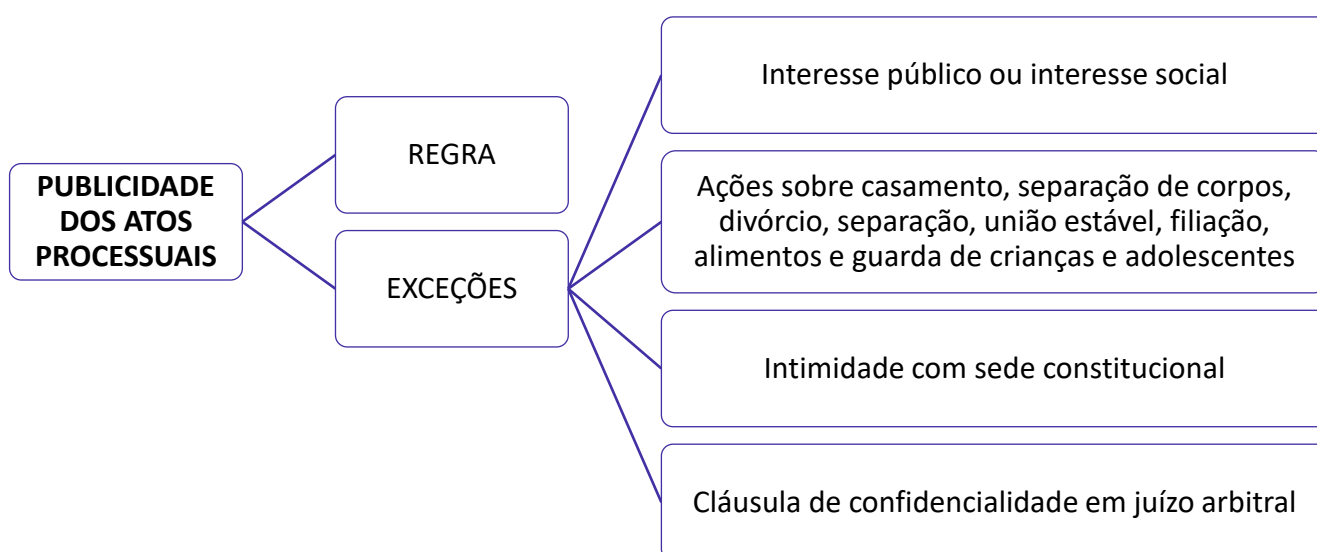 PUBLICIDADE
DOS ATOS
PROCESSUAIS
REGRA
EXCEÇÕES
Interesse público ou interesse social
Ações sobre casamento, separação de corpos,
divórcio, separação, união estável, filiação,
alimentos e guarda de crianças e adolescentes
Intimidade com sede constitucional
Cláusula de confidencialidade em juízo arbitral